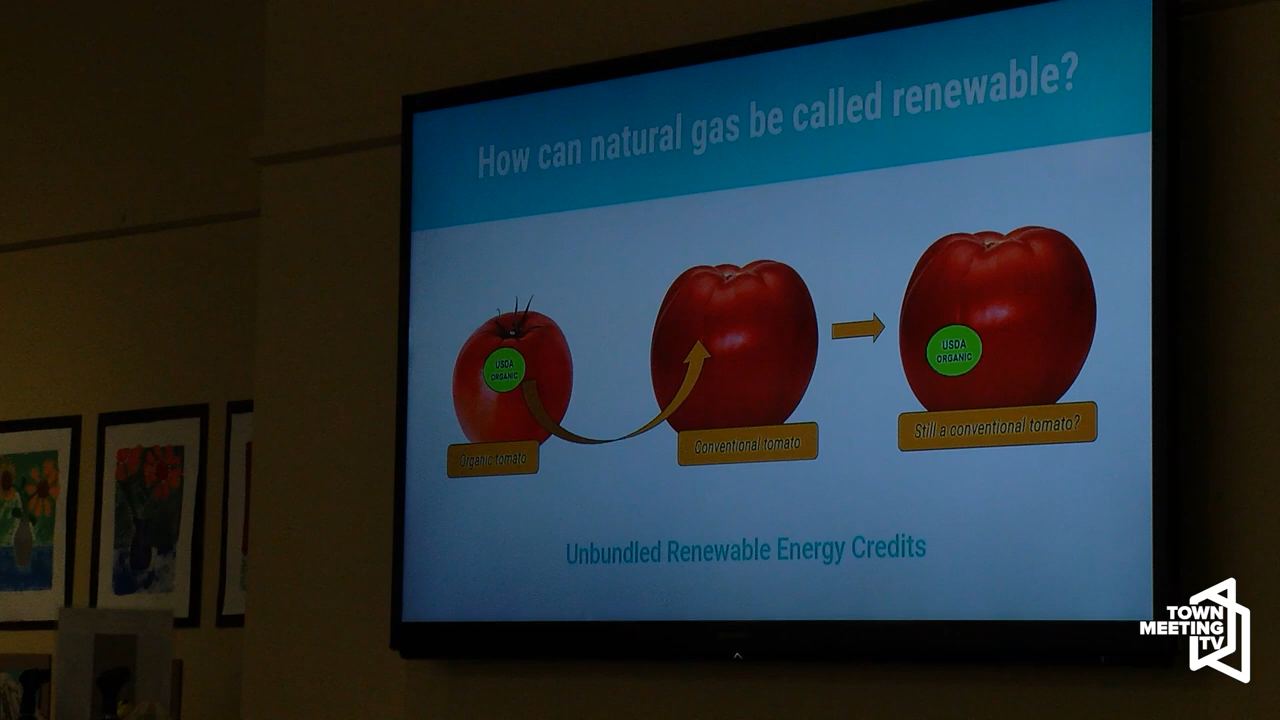 How can natural gas be called renewable?
USDA
ORGANIC
USDA
ORGANIC
Organic tomato
Conventional tomato
Still a conventional tomato?
Unbundled Renewable Energy Credits
TOWN
MEETING
TV